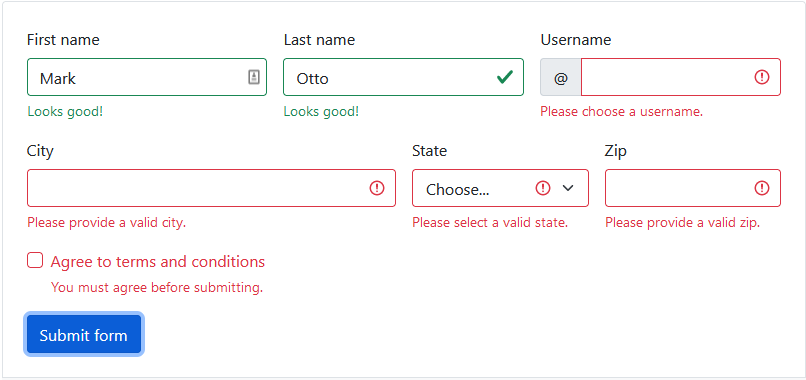 First name Last name Username
Mark Otto @
Looks good! Looks good! Please choose a username.
City State Zip
Choose...
Please provide a valid city. Please select a valid state. Please provide a valid zip.
Agree to terms and conditions
You must agree before submitting.
Submit form